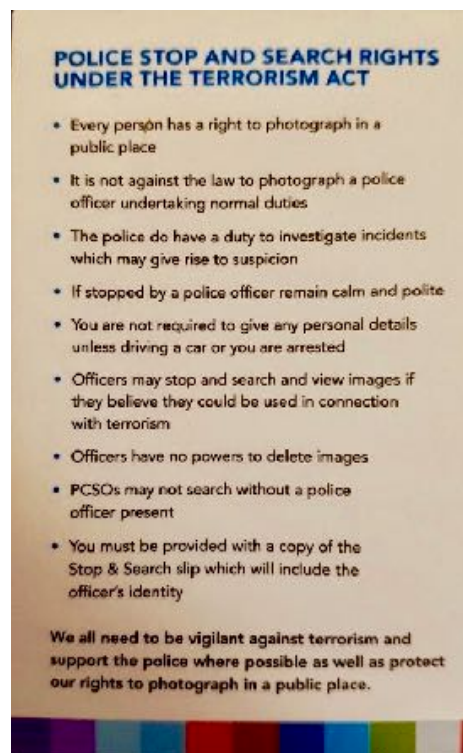 POLICE STOP AND SEARCH RIGHTS
UNDER THE TERRORISM ACT
• Every person has a right to photograph in a
public place
• It is not against the law to photograph a police
officer undertaking normal duties
• The police do have a duty to investigate incidents
which may give rise to suspicion
• If stopped by a police officer remain calm and polite
• You are not required to give any personal details
unless driving a car or you are arrested
• Officers may stop and search and view images if
they believe they could be used in connection
with terrorism
• Officers have no powers to delete images
• PCSOs may not search without a police
officer present
• You must be provided with a copy of the
Stop & Search slip which will include the
officer's identity
We all need to be vigilant against terrorism and
support the police where possible as well as protect
our rights to photograph in a public place.